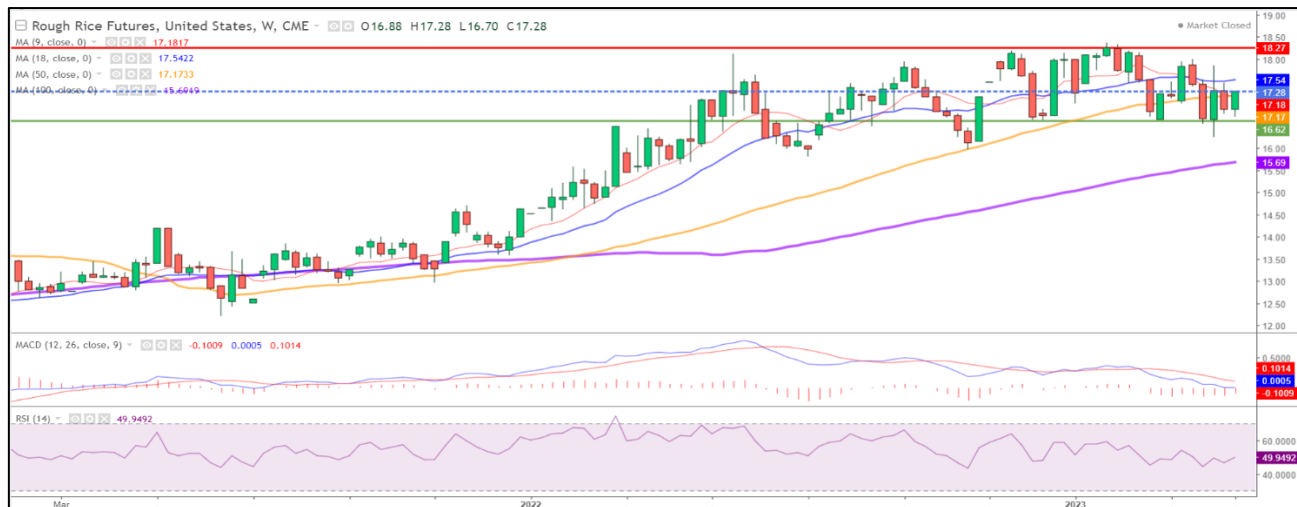 Rough Rice Futures, United States, W, CME O16.88 H17.28 L16.70 C17.28
Market Closed
MA (9, close, 0) 17.1817
MA (18, close, 0) 17.5422
MA (50, close, 0) 17.1733
MA (100, close, 0) 15.6919
19.00
18.50
18.27
18.00
17.54
17.28
17.18
17.17
16.62
16.00
15.69
15.50
15.00
14.50
14.00
13.50
13.00
12.50
12.00
MACD (12, 26, close, 9) -0.1009 0.0005 0.1014
0.5000
0.1014
0.0005
-0.1009
RSI (14) 49.9492
60.0000
49.9492
40.0000
Mar 2022 2023